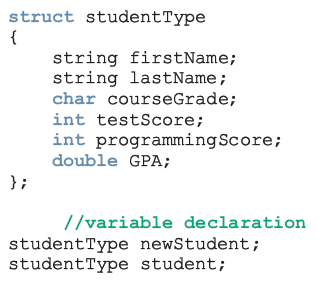 struct studentType
{
    string firstName;
    string lastName;
    char courseGrade;
    int testScore;
    int programmingScore;
    double GPA;
};
//variable declaration
studentType newStudent;
studentType student;